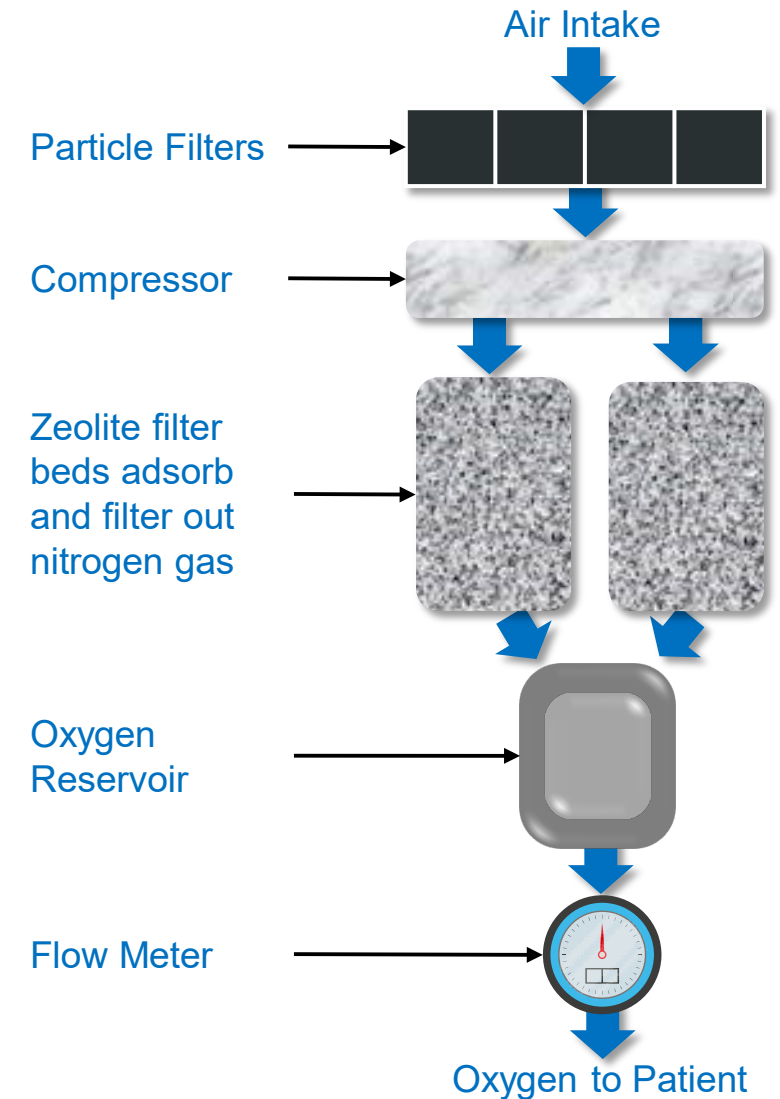 Air Intake
Particle Filters
Compressor
Zeolite filter
beds adsorb
and filter out
nitrogen gas
Oxygen
Reservoir
Flow Meter
Oxygen to Patient